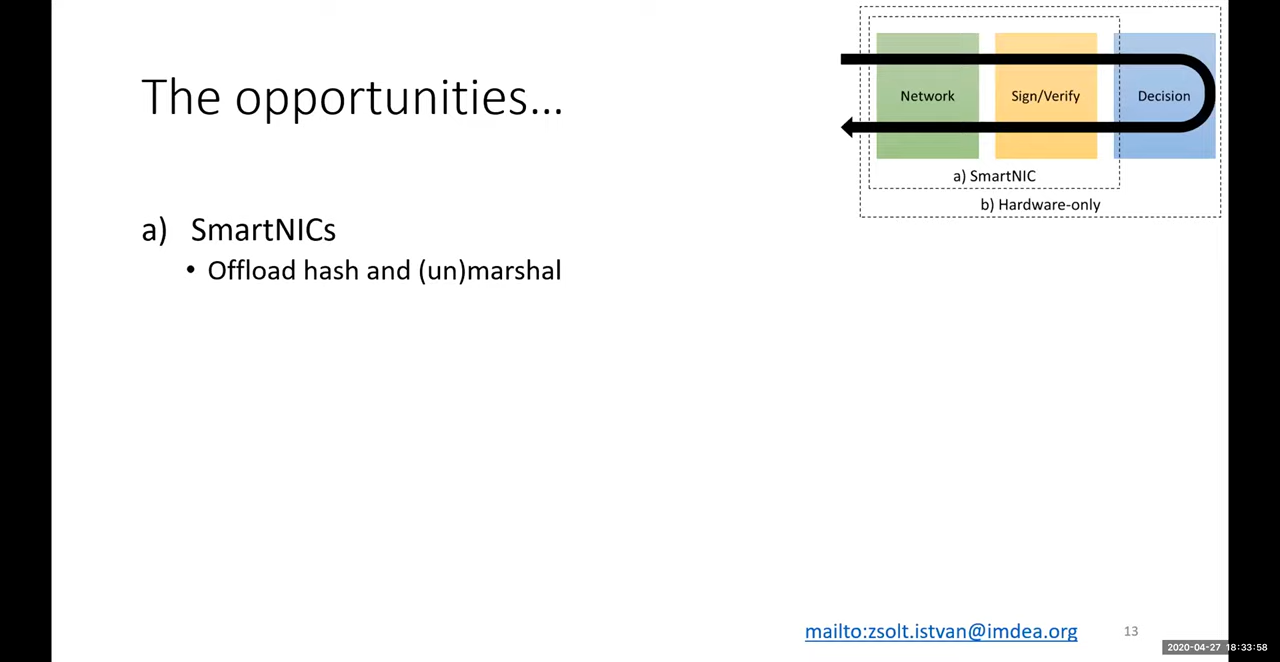 The opportunities...
Network
Sign/Verify
Decision
a) SmartNIC
b) Hardware-only
a) SmartNICs
• Offload hash and (un)marshal
mailto:zsolt.istvan@imdea.org
13
2020-04-27 18:33:58